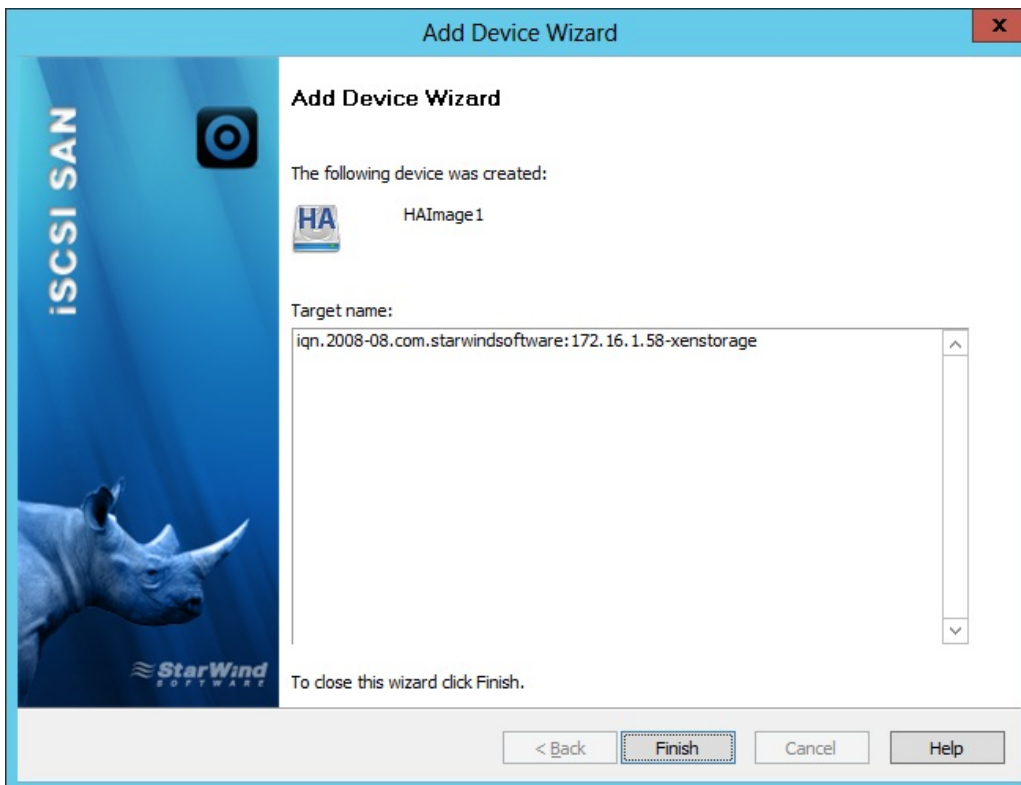 Add Device Wizard
x
iSCSI SAN
Add Device Wizard
The following device was created:
HA
HAImage1
Target name:
iqn.2008-08.com.starwindsoftware:172.16.1.58-xenstorage
StarWind
SOFTWARE
To close this wizard click Finish.
< Back
Finish
Cancel
Help